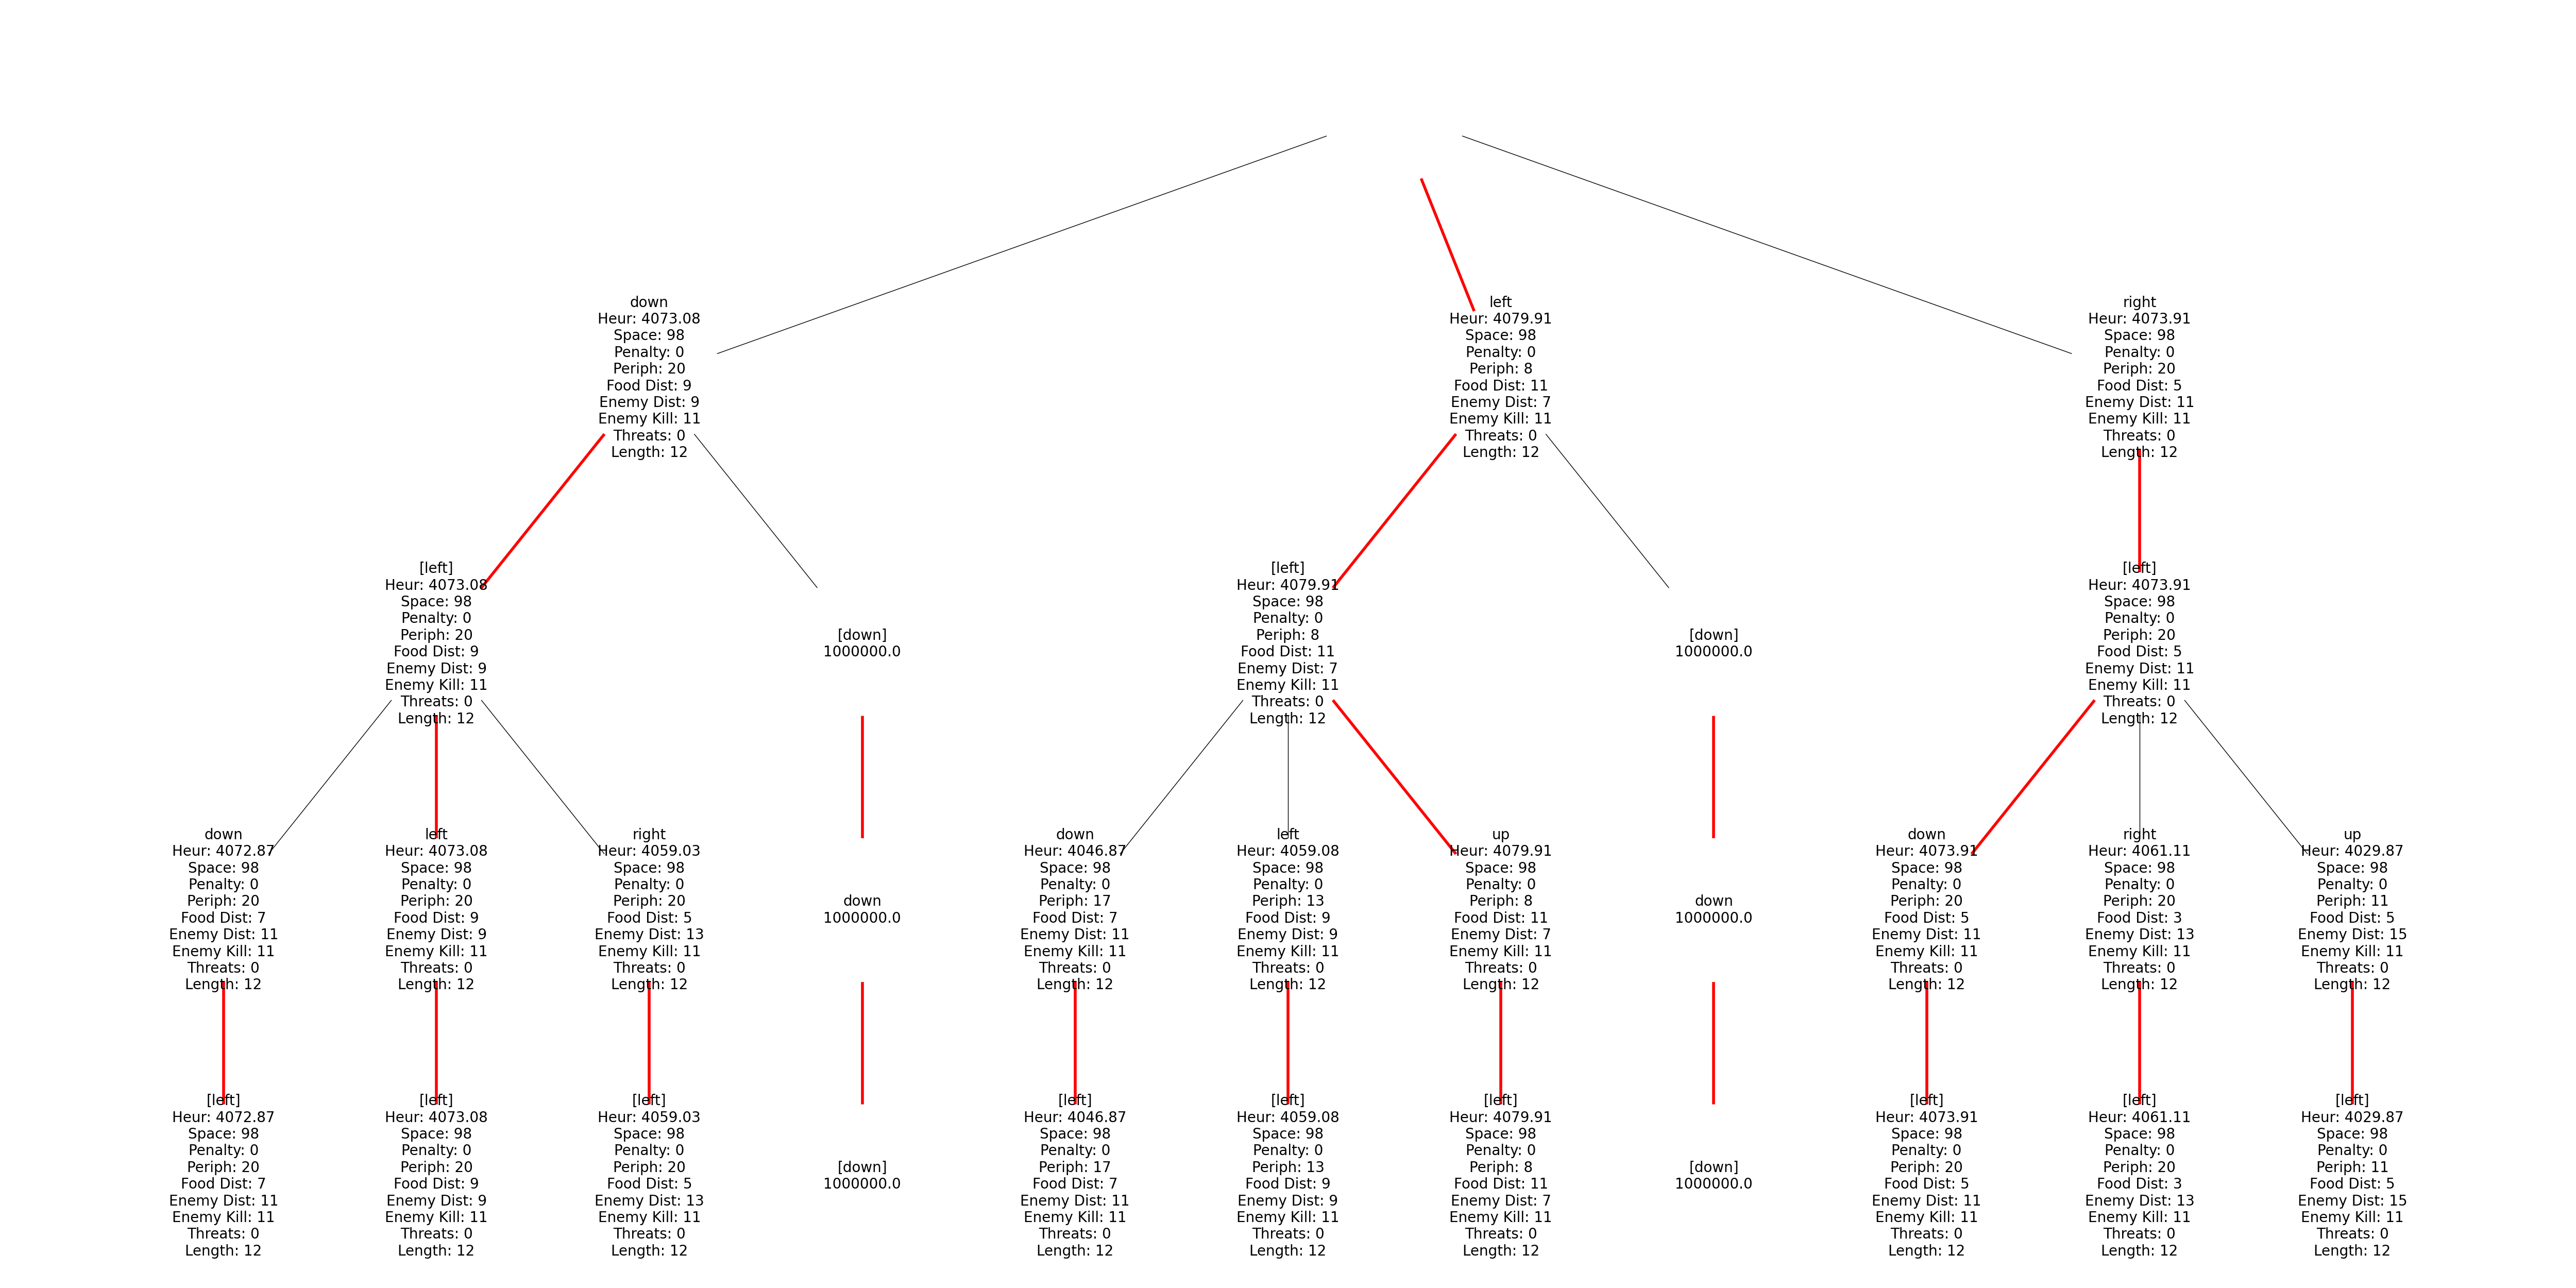 down
Heur: 4073.08
Space: 98
Penalty: 0
Periph: 20
Food Dist: 9
Enemy Dist: 9
Enemy Kill: 11
Threats: 0
Length: 12
left
Heur: 4079.91
Space: 98
Penalty: 0
Periph: 8
Food Dist: 11
Enemy Dist: 7
Enemy Kill: 11
Threats: 0
Length: 12
right
Heur: 4073.91
Space: 98
Penalty: 0
Periph: 20
Food Dist: 5
Enemy Dist: 11
Enemy Kill: 11
Threats: 0
Length: 12
[left]
Heur: 4073.08
Space: 98
Penalty: 0
Periph: 20
Food Dist: 9
Enemy Dist: 9
Enemy Kill: 11
Threats: 0
Length: 12
[down]
1000000.0
[left]
Heur: 4079.91
Space: 98
Penalty: 0
Periph: 8
Food Dist: 11
Enemy Dist: 7
Enemy Kill: 11
Threats: 0
Length: 12
[down]
1000000.0
[left]
Heur: 4073.91
Space: 98
Penalty: 0
Periph: 20
Food Dist: 5
Enemy Dist: 11
Enemy Kill: 11
Threats: 0
Length: 12
down
Heur: 4072.87
Space: 98
Penalty: 0
Periph: 20
Food Dist: 7
Enemy Dist: 11
Enemy Kill: 11
Threats: 0
Length: 12
left
Heur: 4073.08
Space: 98
Penalty: 0
Periph: 20
Food Dist: 9
Enemy Dist: 9
Enemy Kill: 11
Threats: 0
Length: 12
right
Heur: 4059.03
Space: 98
Penalty: 0
Periph: 20
Food Dist: 5
Enemy Dist: 13
Enemy Kill: 11
Threats: 0
Length: 12
down
1000000.0
down
Heur: 4046.87
Space: 98
Penalty: 0
Periph: 17
Food Dist: 7
Enemy Dist: 11
Enemy Kill: 11
Threats: 0
Length: 12
left
Heur: 4059.08
Space: 98
Penalty: 0
Periph: 13
Food Dist: 9
Enemy Dist: 9
Enemy Kill: 11
Threats: 0
Length: 12
up
Heur: 4079.91
Space: 98
Penalty: 0
Periph: 8
Food Dist: 11
Enemy Dist: 7
Enemy Kill: 11
Threats: 0
Length: 12
down
1000000.0
down
Heur: 4073.91
Space: 98
Penalty: 0
Periph: 20
Food Dist: 5
Enemy Dist: 11
Enemy Kill: 11
Threats: 0
Length: 12
right
Heur: 4061.11
Space: 98
Penalty: 0
Periph: 20
Food Dist: 3
Enemy Dist: 13
Enemy Kill: 11
Threats: 0
Length: 12
up
Heur: 4029.87
Space: 98
Penalty: 0
Periph: 11
Food Dist: 5
Enemy Dist: 15
Enemy Kill: 11
Threats: 0
Length: 12
[left]
Heur: 4072.87
Space: 98
Penalty: 0
Periph: 20
Food Dist: 7
Enemy Dist: 11
Enemy Kill: 11
Threats: 0
Length: 12
[left]
Heur: 4073.08
Space: 98
Penalty: 0
Periph: 20
Food Dist: 9
Enemy Dist: 9
Enemy Kill: 11
Threats: 0
Length: 12
[left]
Heur: 4059.03
Space: 98
Penalty: 0
Periph: 20
Food Dist: 5
Enemy Dist: 13
Enemy Kill: 11
Threats: 0
Length: 12
[down]
1000000.0
[left]
Heur: 4046.87
Space: 98
Penalty: 0
Periph: 17
Food Dist: 7
Enemy Dist: 11
Enemy Kill: 11
Threats: 0
Length: 12
[left]
Heur: 4059.08
Space: 98
Penalty: 0
Periph: 13
Food Dist: 9
Enemy Dist: 9
Enemy Kill: 11
Threats: 0
Length: 12
[left]
Heur: 4079.91
Space: 98
Penalty: 0
Periph: 8
Food Dist: 11
Enemy Dist: 7
Enemy Kill: 11
Threats: 0
Length: 12
[down]
1000000.0
[left]
Heur: 4073.91
Space: 98
Penalty: 0
Periph: 20
Food Dist: 5
Enemy Dist: 11
Enemy Kill: 11
Threats: 0
Length: 12
[left]
Heur: 4061.11
Space: 98
Penalty: 0
Periph: 20
Food Dist: 3
Enemy Dist: 13
Enemy Kill: 11
Threats: 0
Length: 12
[left]
Heur: 4029.87
Space: 98
Penalty: 0
Periph: 11
Food Dist: 5
Enemy Dist: 15
Enemy Kill: 11
Threats: 0
Length: 12